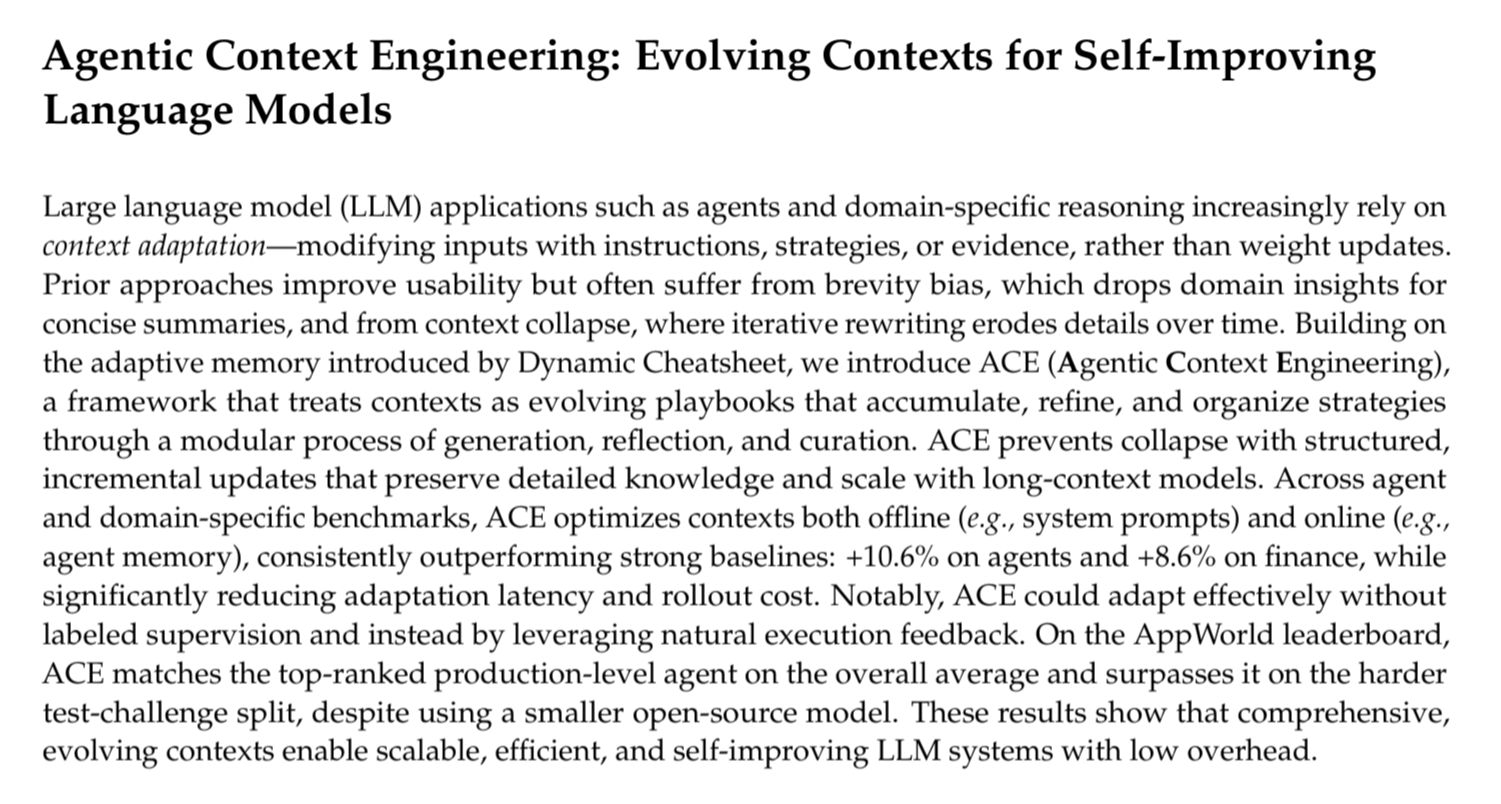 Agentic Context Engineering: Evolving Contexts for Self-Improving
Language Models
Large language model (LLM) applications such as agents and domain-specific reasoning increasingly rely on
context adaptation—modifying inputs with instructions, strategies, or evidence, rather than weight updates.
Prior approaches improve usability but often suffer from brevity bias, which drops domain insights for
concise summaries, and from context collapse, where iterative rewriting erodes details over time. Building on
the adaptive memory introduced by Dynamic Cheatsheet, we introduce ACE (Agentic Context Engineering),
a framework that treats contexts as evolving playbooks that accumulate, refine, and organize strategies
through a modular process of generation, reflection, and curation. ACE prevents collapse with structured,
incremental updates that preserve detailed knowledge and scale with long-context models. Across agent
and domain-specific benchmarks, ACE optimizes contexts both offline (e.g., system prompts) and online (e.g.,
agent memory), consistently outperforming strong baselines: +10.6% on agents and +8.6% on finance, while
significantly reducing adaptation latency and rollout cost. Notably, ACE could adapt effectively without
labeled supervision and instead by leveraging natural execution feedback. On the AppWorld leaderboard,
ACE matches the top-ranked production-level agent on the overall average and surpasses it on the harder
test-challenge split, despite using a smaller open-source model. These results show that comprehensive,
evolving contexts enable scalable, efficient, and self-improving LLM systems with low overhead.